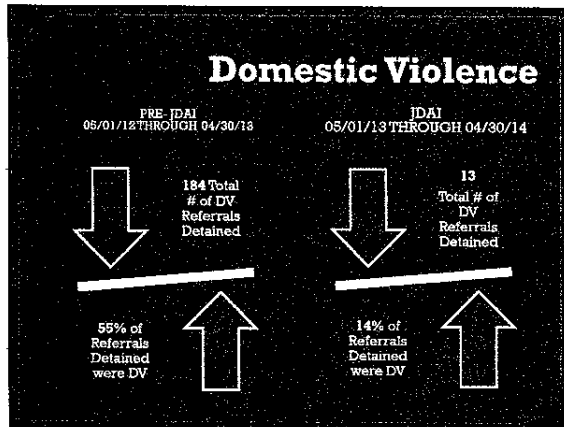 Domestic Violence
PRE-JDAI
05/01/12 THROUGH 04/30/13
184 Total
# of DV
Referrals
Detained
55% of
Referrals
Detained
were DV
JDAI
05/01/13 THROUGH 04/30/14
13
Total # of
DV
Referrals
Detained
14% of
Referrals
Detained
were DV